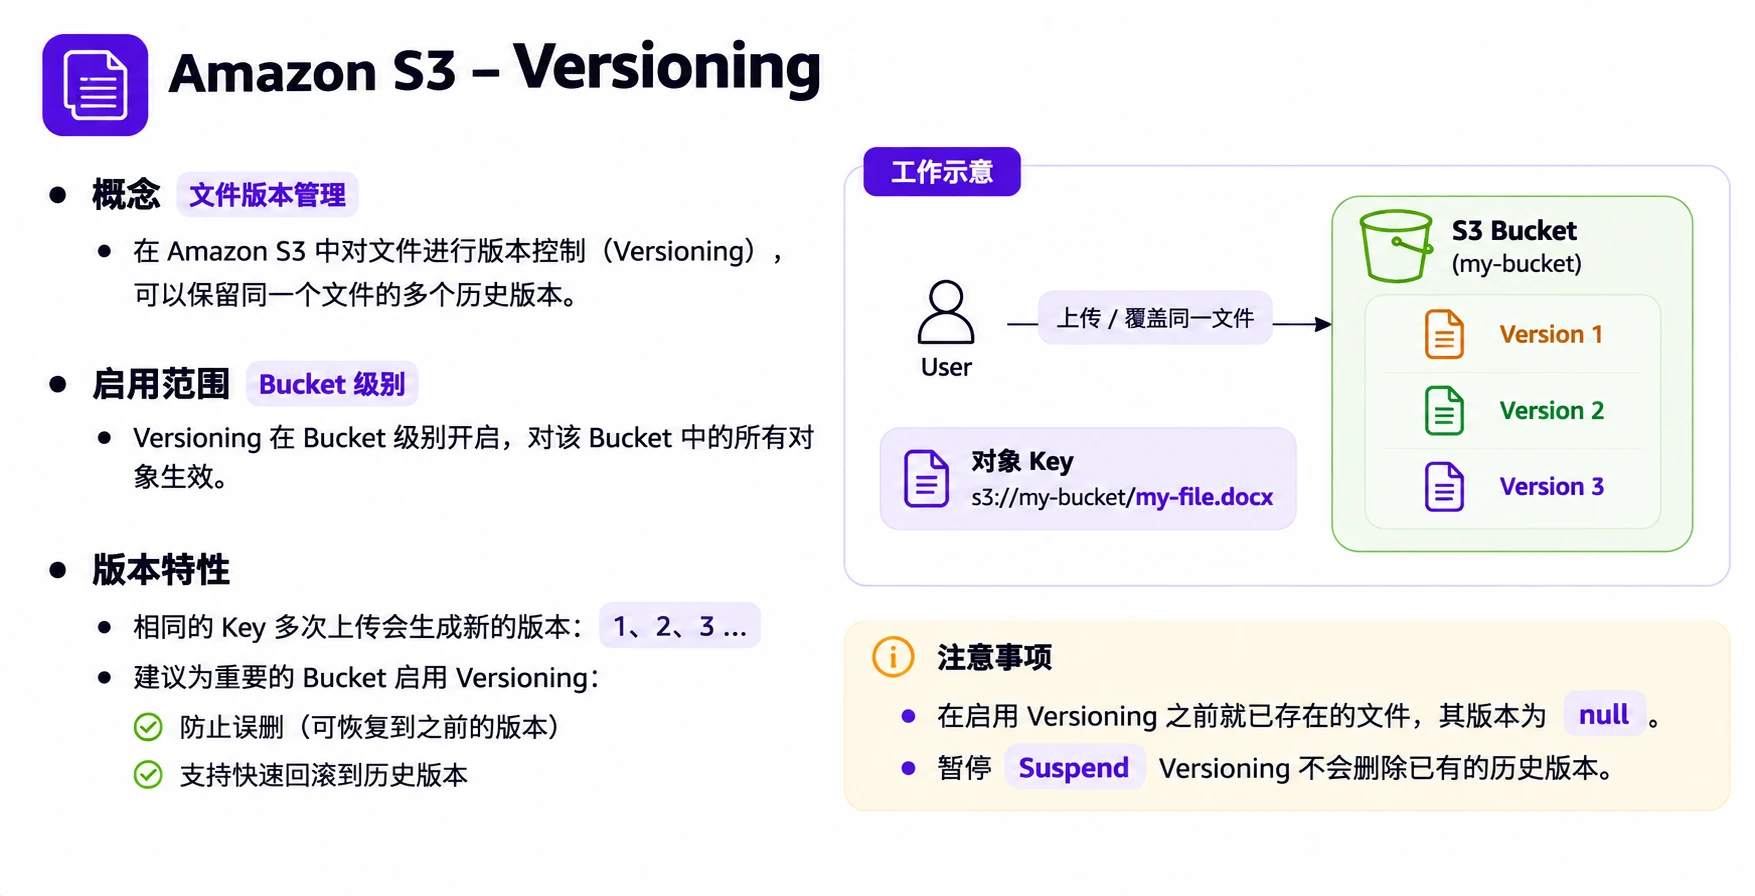 Amazon S3 – Versioning
概念 文件版本管理
在 Amazon S3 中对文件进行版本控制（Versioning），
可以保留同一个文件的多个历史版本。
启用范围 Bucket 级别
Versioning 在 Bucket 级别开启，对该 Bucket 中的所有对
象生效。
版本特性
相同的 Key 多次上传会生成新的版本： 1、2、3 ...
建议为重要的 Bucket 启用 Versioning：
防止误删（可恢复到之前的版本）
支持快速回滚到历史版本
工作示意
User
上传 / 覆盖同一文件
对象 Key
s3://my-bucket/my-file.docx
S3 Bucket
(my-bucket)
Version 1
Version 2
Version 3
注意事项
在启用 Versioning 之前就已存在的文件，其版本为 null 。
暂停 Suspend Versioning 不会删除已有的历史版本。